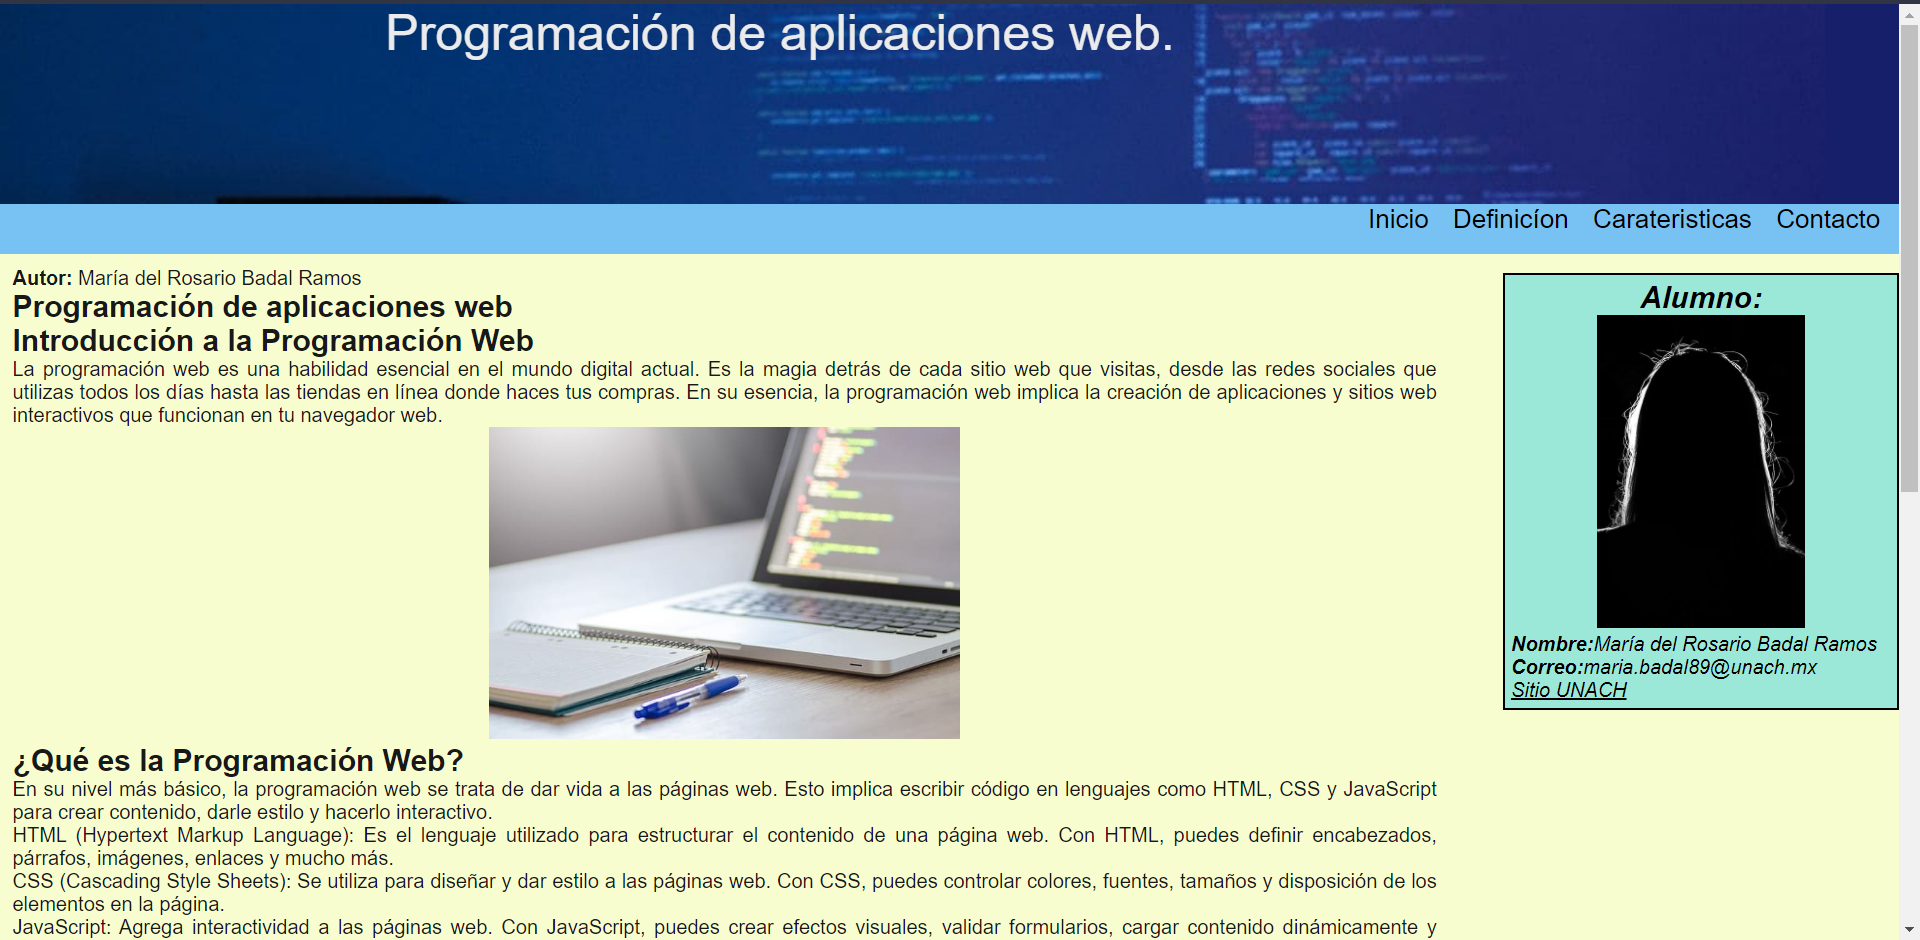 Programación de aplicaciones web.
Inicio Definicíon Carateristicas Contacto
Autor: María del Rosario Badal Ramos
Programación de aplicaciones web
Introducción a la Programación Web
La programación web es una habilidad esencial en el mundo digital actual. Es la magia detrás de cada sitio web que visitas, desde las redes sociales que
utilizas todos los días hasta las tiendas en línea donde haces tus compras. En su esencia, la programación web implica la creación de aplicaciones y sitios web
interactivos que funcionan en tu navegador web.
¿Qué es la Programación Web?
En su nivel más básico, la programación web se trata de dar vida a las páginas web. Esto implica escribir código en lenguajes como HTML, CSS y JavaScript
para crear contenido, darle estilo y hacerlo interactivo.
HTML (Hypertext Markup Language): Es el lenguaje utilizado para estructurar el contenido de una página web. Con HTML, puedes definir encabezados,
párrafos, imágenes, enlaces y mucho más.
CSS (Cascading Style Sheets): Se utiliza para diseñar y dar estilo a las páginas web. Con CSS, puedes controlar colores, fuentes, tamaños y disposición de los
elementos en la página.
JavaScript: Agrega interactividad a las páginas web. Con JavaScript, puedes crear efectos visuales, validar formularios, cargar contenido dinámicamente y
Alumno:
Nombre:María del Rosario Badal Ramos
Correo:maria.badal89@unach.mx
Sitio UNACH